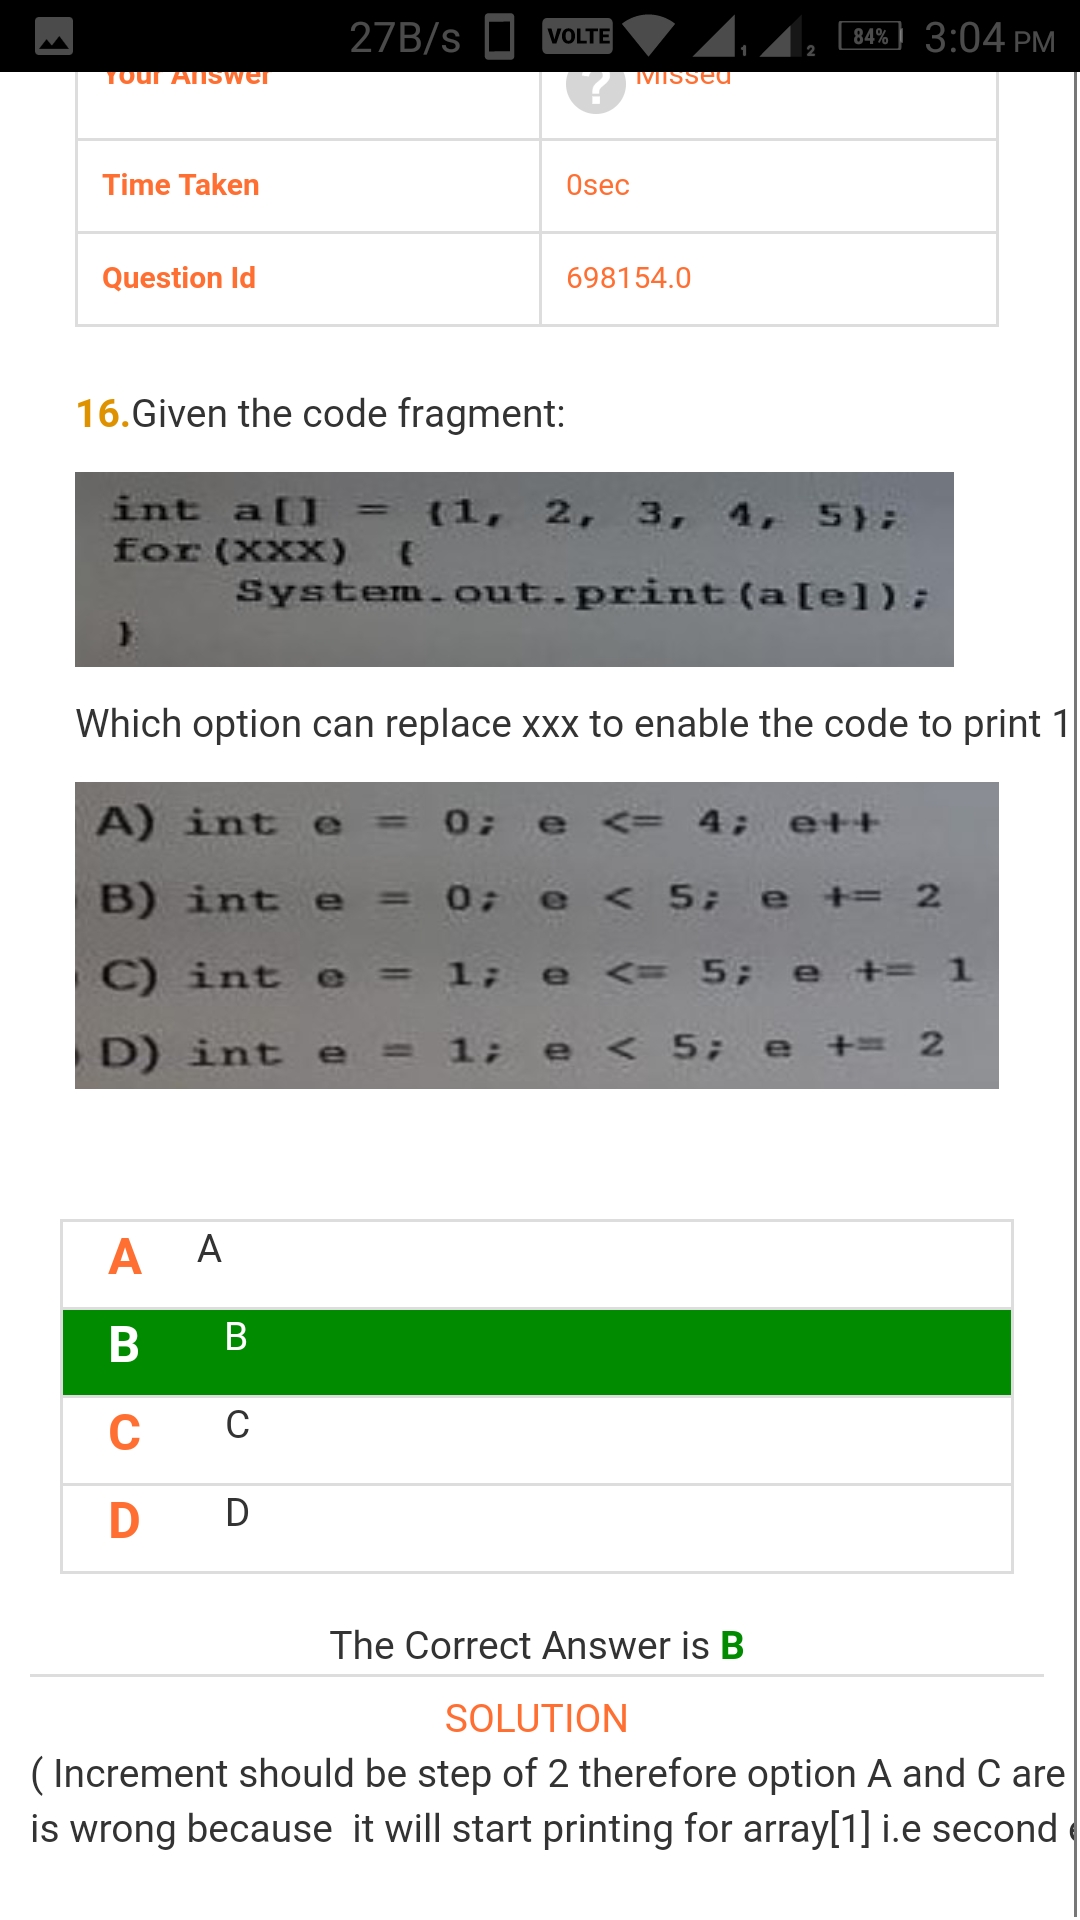 27B/s VOLTE 1 2 84% 3:04 PM
Your Answer ? Missed
Time Taken 0sec
Question Id 698154.0
16.Given the code fragment:
int a[] = {1, 2, 3, 4, 5};
for(XXX) {
System.out.print(a[e]);
}
Which option can replace xxx to enable the code to print 1
A) int e = 0; e <= 4; e++
B) int e = 0; e < 5; e += 2
C) int e = 1; e <= 5; e += 1
D) int e = 1; e < 5; e += 2
A A
B B
C C
D D
The Correct Answer is B
SOLUTION
( Increment should be step of 2 therefore option A and C are
is wrong because it will start printing for array[1] i.e second